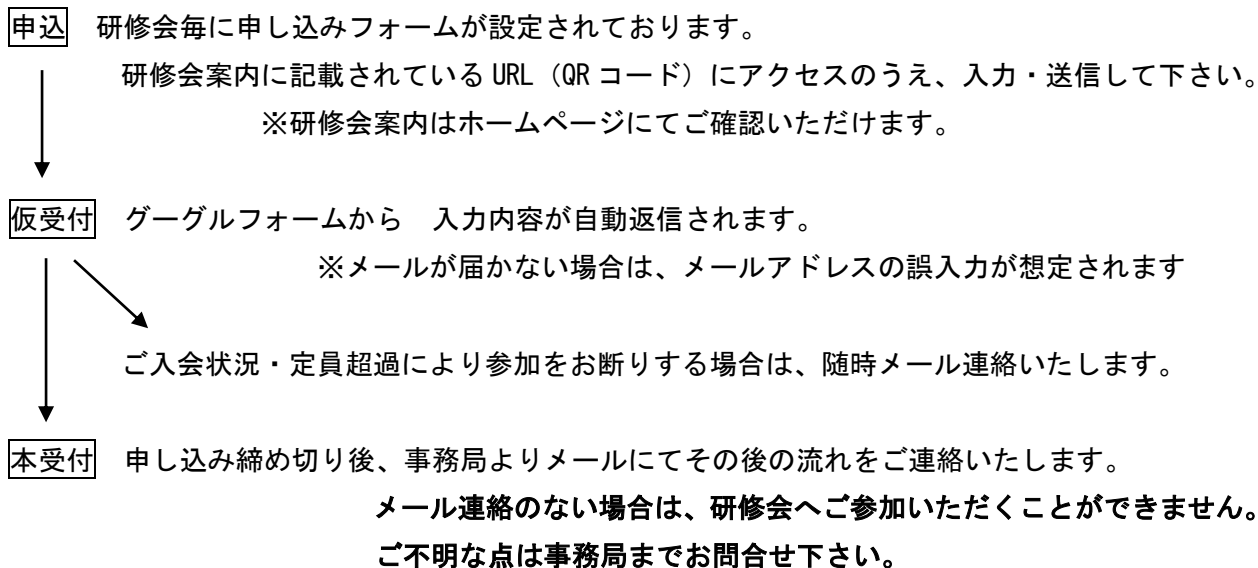 申込　研修会毎に申し込みフォームが設定されております。
研修会案内に記載されている URL（QR コード）にアクセスのうえ、入力・送信して下さい。
※研修会案内はホームページにてご確認いただけます。
仮受付　グーグルフォームから　入力内容が自動返信されます。
※メールが届かない場合は、メールアドレスの誤入力が想定されます
ご入会状況・定員超過により参加をお断りする場合は、随時メール連絡いたします。
本受付　申し込み締め切り後、事務局よりメールにてその後の流れをご連絡いたします。
メール連絡のない場合は、研修会へご参加いただくことができません。
ご不明な点は事務局までお問合せ下さい。